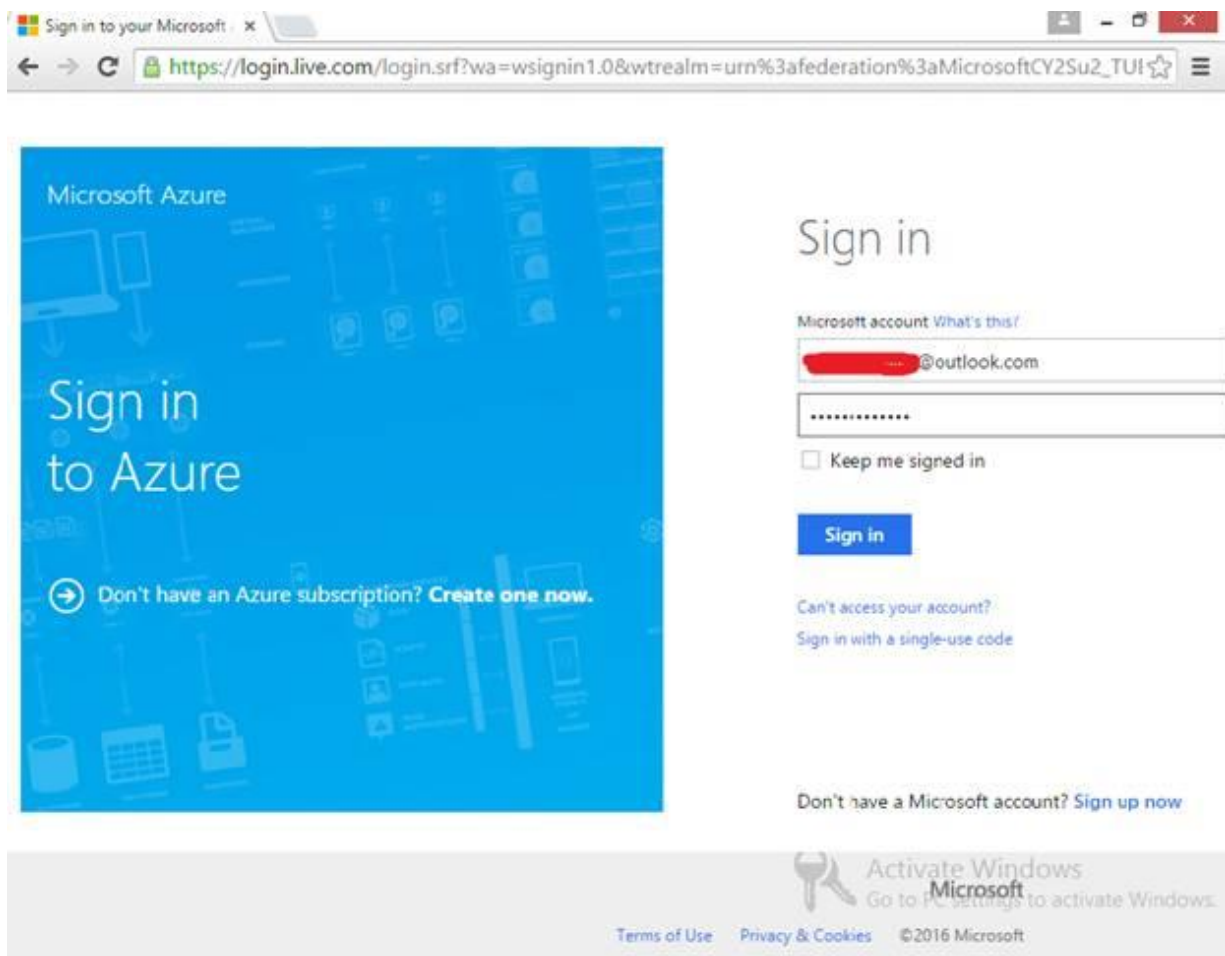 Sign in to your Microsoft
https://login.live.com/login.srf?wa=wsignin1.0&wtrealm=urn%3afederation%3aMicrosoftCY2Su2_TUI
Microsoft Azure
Sign in
to Azure
Don't have an Azure subscription? Create one now.
Sign in
Microsoft account What's this?
@outlook.com
Keep me signed in
Sign in
Can't access your account?
Sign in with a single-use code
Don't have a Microsoft account? Sign up now
Activate Windows
Go to PC settings to activate Windows.
Microsoft
Terms of Use Privacy & Cookies ©2016 Microsoft